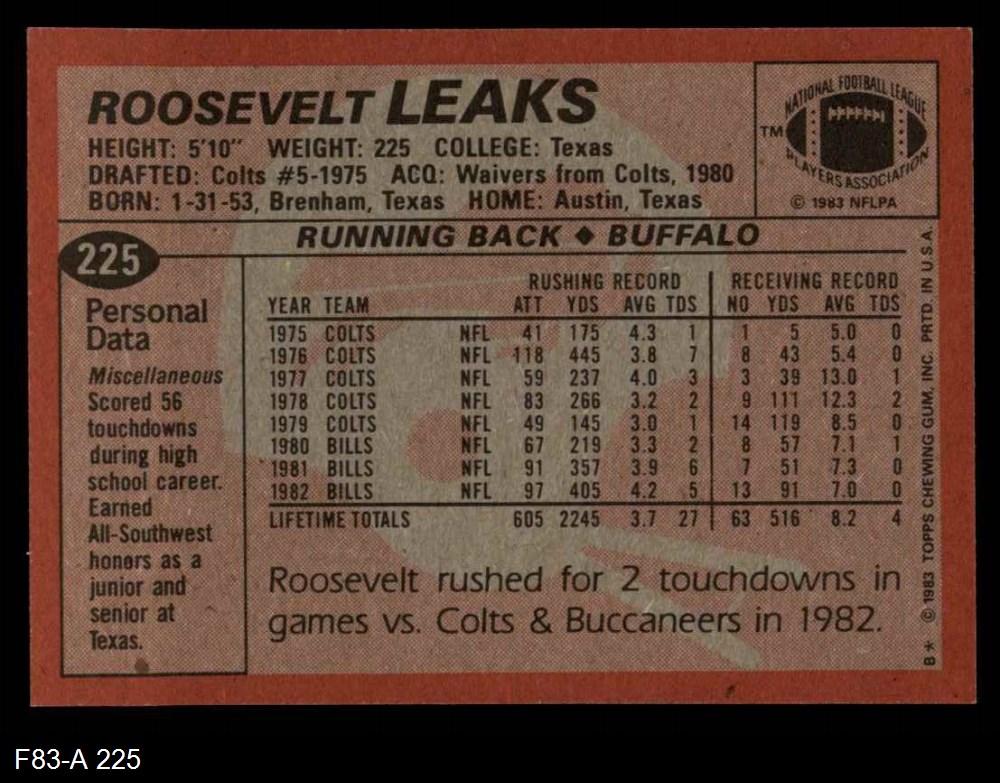 ROOSEVELT LEAKS
HEIGHT: 5'10" WEIGHT: 225 COLLEGE: Texas
DRAFTED: Colts #5-1975 ACQ: Waivers from Colts, 1980
BORN: 1-31-53, Brenham, Texas HOME: Austin, Texas
NATIONAL FOOTBALL LEAGUE
TM
PLAYERS ASSOCIATION
© 1983 NFLPA
RUNNING BACK ♦ BUFFALO
225
Personal
Data
Miscellaneous
Scored 56
touchdowns
during high
school career.
Earned
All-Southwest
honors as a
junior and
senior at
Texas.
RUSHING RECORD RECEIVING RECORD
YEAR TEAM ATT YDS AVG TDS NO YDS AVG TDS
1975 COLTS NFL 41 175 4.3 1 1 5 5.0 0
1976 COLTS NFL 118 445 3.8 7 8 43 5.4 0
1977 COLTS NFL 59 237 4.0 3 3 39 13.0 1
1978 COLTS NFL 83 266 3.2 2 9 111 12.3 2
1979 COLTS NFL 49 145 3.0 1 14 119 8.5 0
1980 BILLS NFL 67 219 3.3 2 8 57 7.1 1
1981 BILLS NFL 91 357 3.9 6 7 51 7.3 0
1982 BILLS NFL 97 405 4.2 5 13 91 7.0 0
LIFETIME TOTALS 605 2245 3.7 27 63 516 8.2 4
Roosevelt rushed for 2 touchdowns in
games vs. Colts & Buccaneers in 1982.
B* © 1983 TOPPS CHEWING GUM, INC. PRTD. IN U.S.A.
F83-A 225